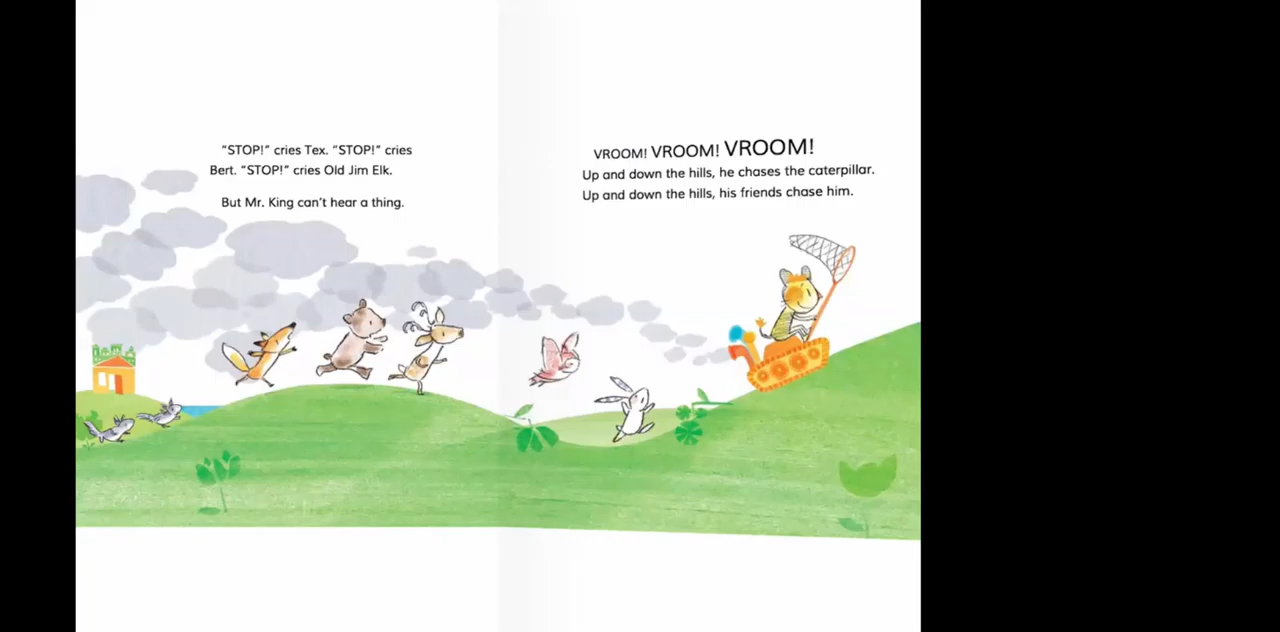 “STOP!” cries Tex. “STOP!” cries
Bert. “STOP!” cries Old Jim Elk.
But Mr. King can’t hear a thing.
VROOM! VROOM! VROOM!
Up and down the hills, he chases the caterpillar.
Up and down the hills, his friends chase him.